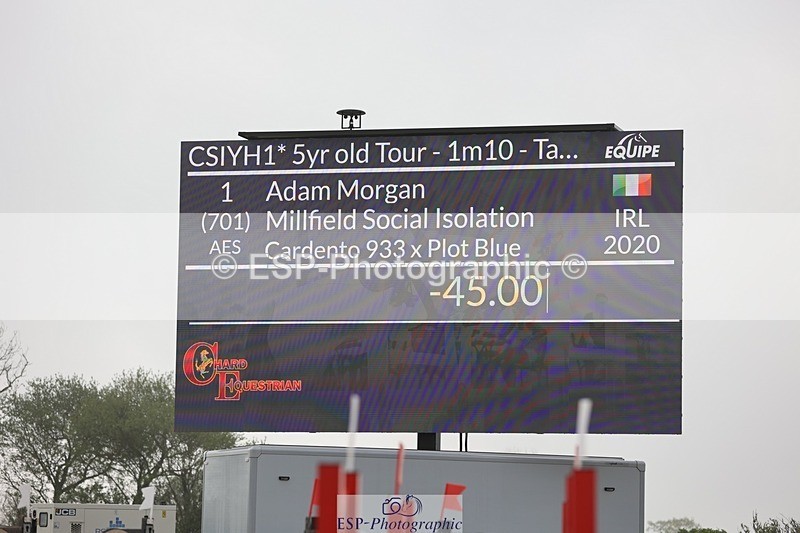 CSIYH1* 5yr old Tour - 1m10 - Ta...
EQUIPE
1 Adam Morgan
(701) Millfield Social Isolation IRL
AES Cardento 933 x Plot Blue 2020
© ESP-Photographic ©
-45.00
CHARD
EQUESTRIAN
JCB
ESP-Photographic